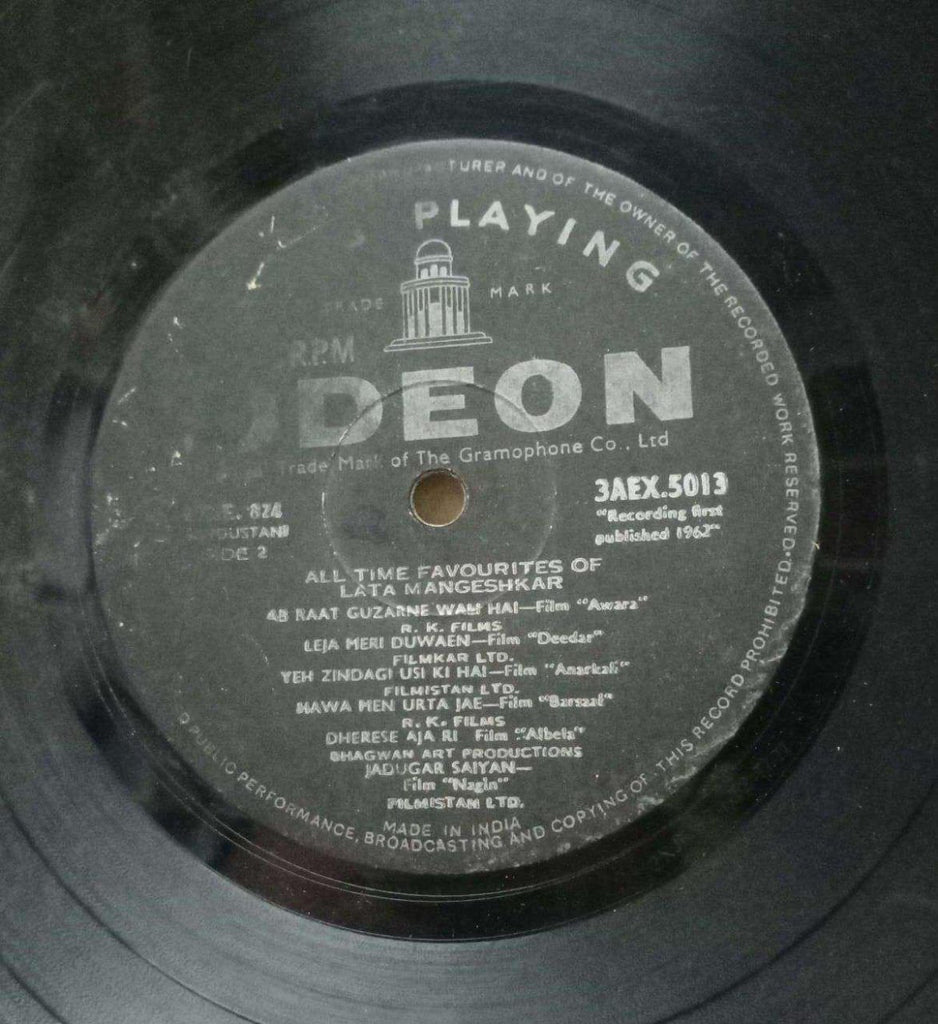 TURER AND OF THE OWNER OF THE RECORDED WORK RESERVED.
PLAYING
TRADE MARK
R.P.M
DEON
Trade Mark of The Gramophone Co., Ltd
3AEX.5013
E. 824
"Recording first
DUSTANI
published 1962"
DE 2
ALL TIME FAVOURITES OF
LATA MANGESHKAR
AB RAAT GUZARNE WALI HAI—Film "Awara"
R. K. FILMS
LEJA MERI DUWAEN—Film "Deedar"
FILMKAR LTD.
YEH ZINDAGI USI KI HAI—Film "Anarkali"
FILMISTAN LTD.
HAWA MEN URTA JAE—Film "Barsaat"
R. K. FILMS
DHERESE AJA RI Film "Albela"
BHAGWAN ART PRODUCTIONS
JADUGAR SAIYAN—
Film "Nagin"
FILMISTAN LTD.
MADE IN INDIA
D PUBLIC PERFORMANCE, BROADCASTING AND COPYING OF THIS RECORD PROHIBITED.